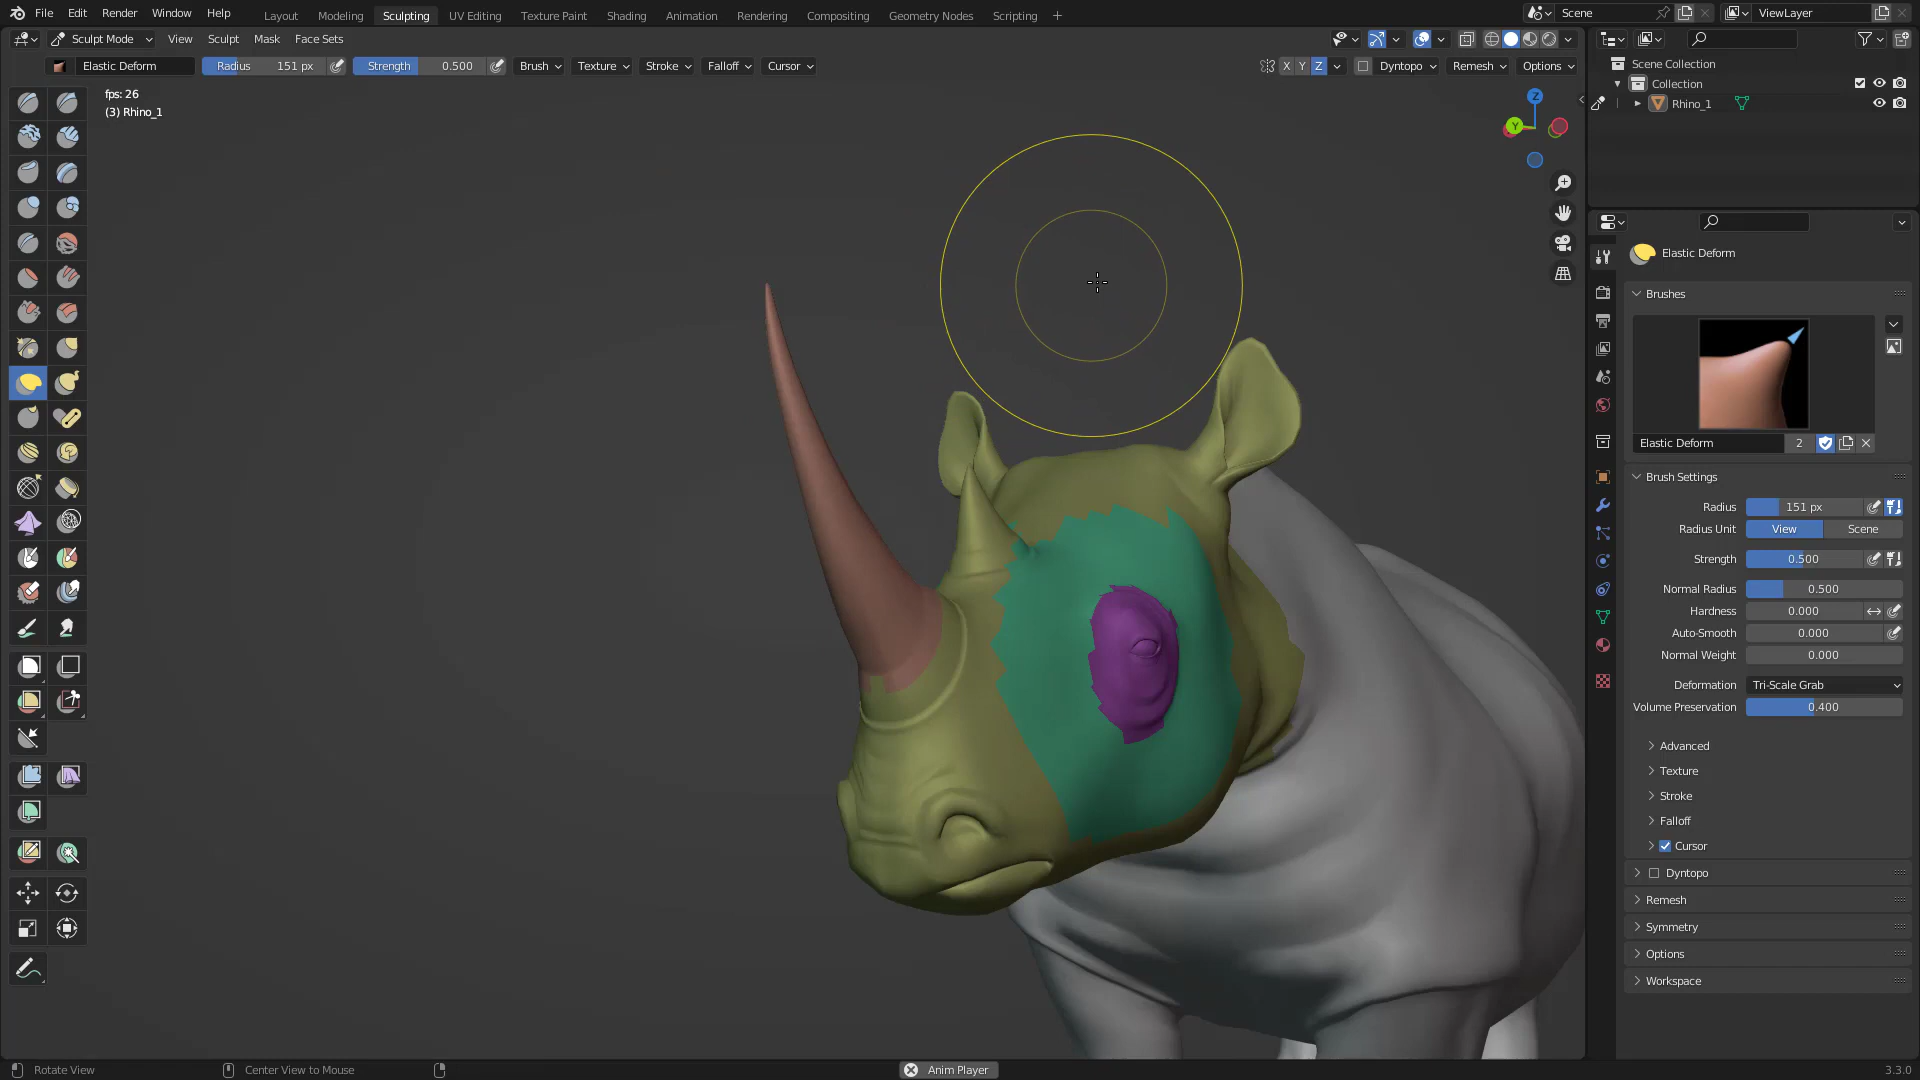 File Edit Render Window Help Layout Modeling Sculpting UV Editing Texture Paint Shading Animation Rendering Compositing Geometry Nodes Scripting + Scene ViewLayer
Sculpt Mode View Sculpt Mask Face Sets
Elastic Deform Radius 151 px Strength 0.500 Brush Texture Stroke Falloff Cursor X Y Z Dyntopo Remesh Options
fps: 26
(3) Rhino_1
Z
Y
Scene Collection
Collection
Rhino_1
Elastic Deform
Brushes
Elastic Deform 2
Brush Settings
Radius 151 px
Radius Unit View Scene
Strength 0.500
Normal Radius 0.500
Hardness 0.000
Auto-Smooth 0.000
Normal Weight 0.000
Deformation Tri-Scale Grab
Volume Preservation 0.400
Advanced
Texture
Stroke
Falloff
Cursor
Dyntopo
Remesh
Symmetry
Options
Workspace
Rotate View Center View to Mouse Anim Player 3.3.0